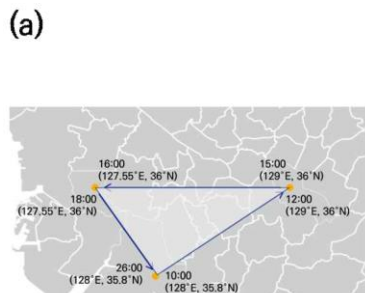 (a)
16:00
(127.55°E, 36°N)
15:00
(129°E, 36°N)
18:00
(127.55°E, 36°N)
12:00
(129°E, 36°N)
26:00
(128°E, 35.8°N)
10:00
(128°E, 35.8°N)